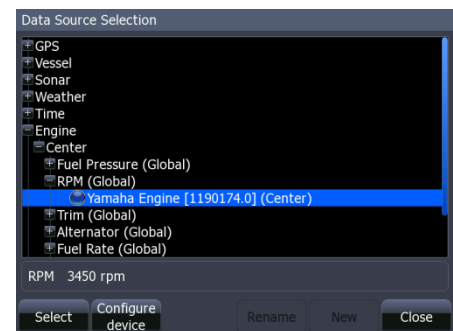 Data Source Selection
GPS
Vessel
Sonar
Weather
Time
Engine
Center
Fuel Pressure (Global)
RPM (Global)
Yamaha Engine [1190174.0] (Center)
Trim (Global)
Alternator (Global)
Fuel Rate (Global)
RPM 3450 rpm
Select
Configure
device
Rename
New
Close